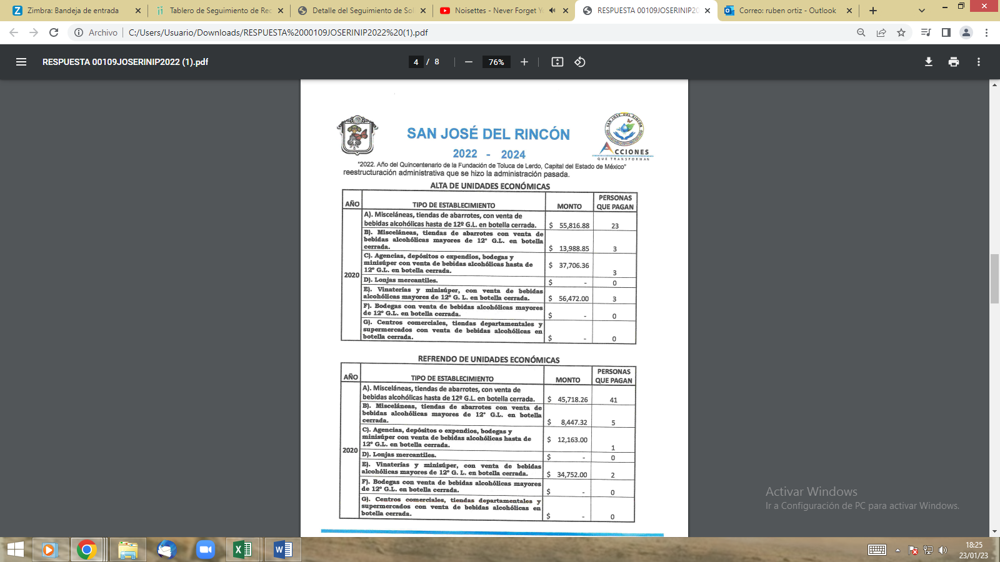 Zimbra: Bandeja de entrada
Tablero de Seguimiento de Rec
Detalle del Seguimiento de Sol
Noisettes - Never Forget Y
RESPUESTA 00109JOSERINIP20
Correo: ruben ortiz - Outlook
Archivo
C:/Users/Usuario/Downloads/RESPUESTA%2000109JOSERINIP2022%20(1).pdf
RESPUESTA 00109JOSERINIP2022 (1).pdf
4 / 8
76%
SAN JOSÉ DEL RINCÓN
2022 - 2024
SAN JOSE DEL RINCÓN
ACCIONES
QUE TRANSFORMAN
"2022. Año del Quincentenario de la Fundación de Toluca de Lerdo, Capital del Estado de México"
reestructuración administrativa que se hizo la administración pasada.
ALTA DE UNIDADES ECONÓMICAS
AÑO TIPO DE ESTABLECIMIENTO MONTO PERSONAS
QUE PAGAN
2020
A). Misceláneas, tiendas de abarrotes, con venta de
bebidas alcohólicas hasta de 12º G.L. en botella cerrada. $ 55,816.88 23
B). Misceláneas, tiendas de abarrotes con venta de
bebidas alcohólicas mayores de 12° G.L. en botella
cerrada. $ 13,988.85 3
C). Agencias, depósitos o expendios, bodegas y
minisúper con venta de bebidas alcohólicas hasta de $ 37,706.36
12º G.L. en botella cerrada. 3
D). Lonjas mercantiles. $ - 0
E). Vinaterías y minisúper, con venta de bebidas
alcohólicas mayores de 12º G. L. en botella cerrada. $ 56,472.00 3
F). Bodegas con venta de bebidas alcohólicas mayores
de 12º G.L. en botella cerrada. $ - 0
G). Centros comerciales, tiendas departamentales y
supermercados con venta de bebidas alcohólicas en
botella cerrada. $ - 0
REFRENDO DE UNIDADES ECONÓMICAS
AÑO TIPO DE ESTABLECIMIENTO MONTO PERSONAS
QUE PAGAN
2020
A). Misceláneas, tiendas de abarrotes, con venta de
bebidas alcohólicas hasta de 12º G.L. en botella cerrada. $ 45,718.26 41
B). Misceláneas, tiendas de abarrotes con venta de
bebidas alcohólicas mayores de 12° G.L. en botella
cerrada. $ 8,447.32 5
C). Agencias, depósitos o expendios, bodegas y
minisúper con venta de bebidas alcohólicas hasta de $ 12,163.00
12º G.L. en botella cerrada. 1
D). Lonjas mercantiles. $ - 0
E). Vinaterías y minisúper, con venta de bebidas
alcohólicas mayores de 12º G. L. en botella cerrada. $ 34,752.00 2
F). Bodegas con venta de bebidas alcohólicas mayores
de 12º G.L. en botella cerrada. $ - 0
G). Centros comerciales, tiendas departamentales y
supermercados con venta de bebidas alcohólicas en
botella cerrada. $ - 0
Activar Windows
Ir a Configuración de PC para activar Windows.
18:25
23/01/23